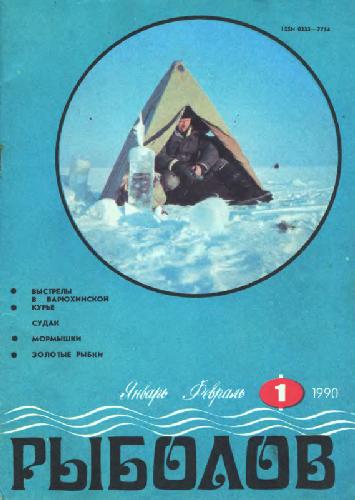 ISSN 0233—7754
ВЫСТРЕЛЫ
В ВАРЮХИНСКОЙ
КУРЬЕ
СУДАК
МОРМЫШКИ
ЗОЛОТЫЕ РЫБКИ
Январь Февраль 1 1990
РЫБОЛОВ